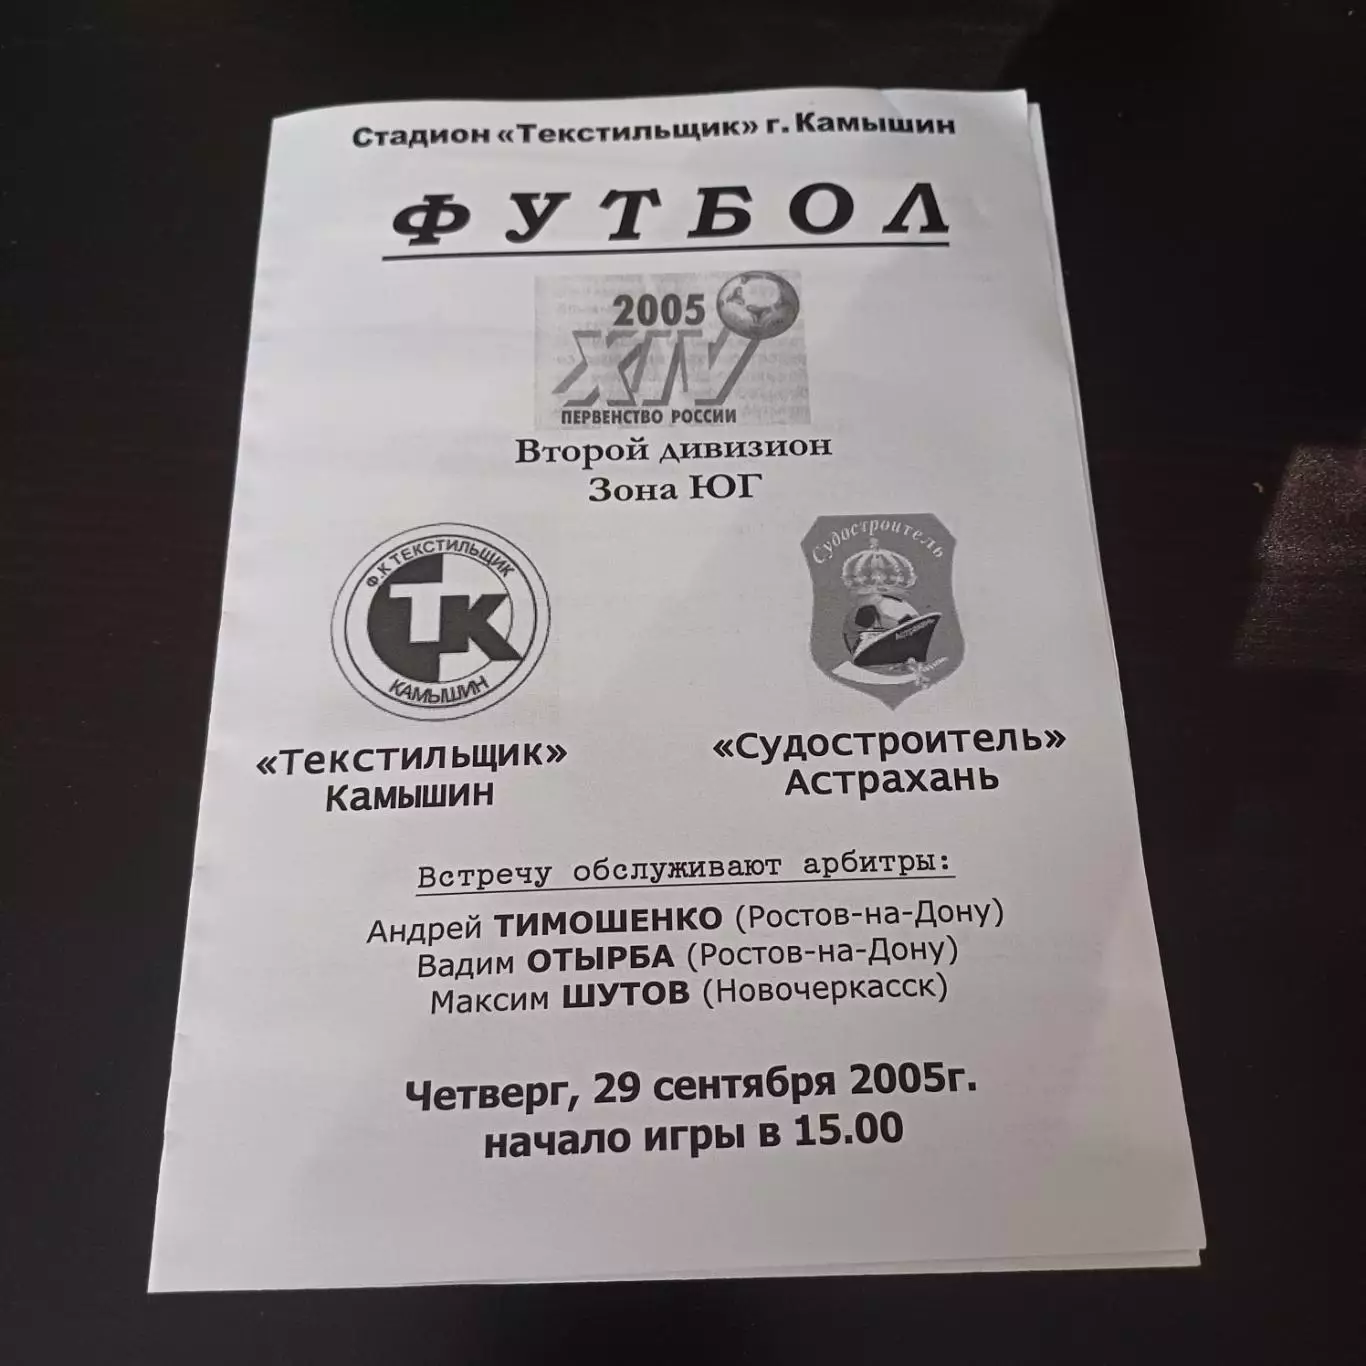 Стадион «Текстильщик» г. Камышин
ФУТБОЛ
2005
XIV
ПЕРВЕНСТВО РОССИИ
Второй дивизион
Зона ЮГ
Ф.К ТЕКСТИЛЬЩИК
ТК
КАМЫШИН
Судостроитель
Астрахань
«Текстильщик»
Камышин
«Судостроитель»
Астрахань
Встречу обслуживают арбитры:
Андрей ТИМОШЕНКО (Ростов-на-Дону)
Вадим ОТЫРБА (Ростов-на-Дону)
Максим ШУТОВ (Новочеркасск)
Четверг, 29 сентября 2005г.
начало игры в 15.00